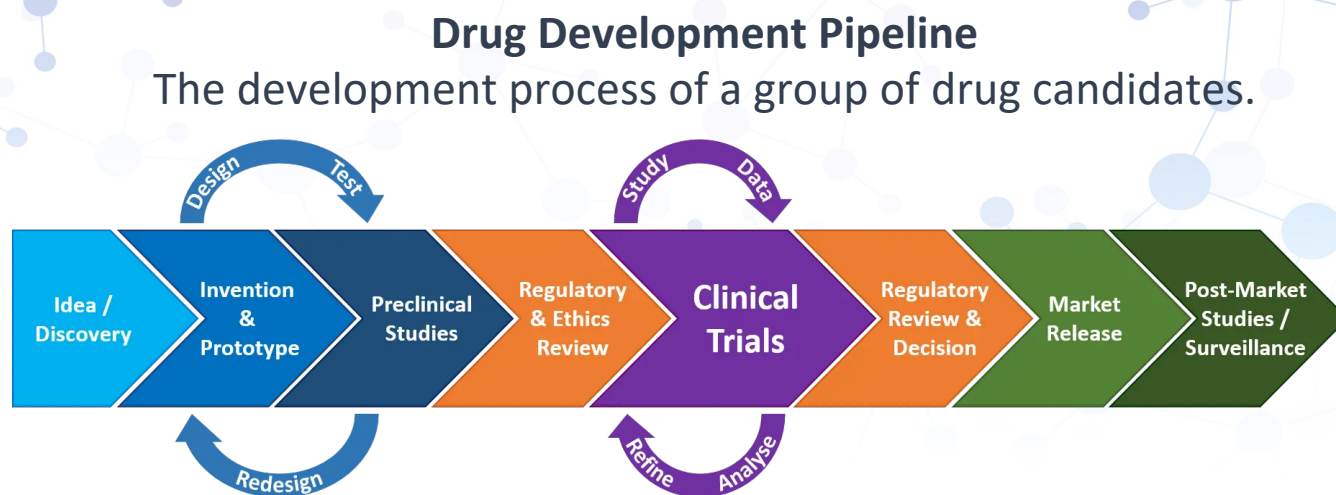 Drug Development Pipeline
The development process of a group of drug candidates.
Design
Test
Study
Data
Idea /
Discovery
Invention
&
Prototype
Preclinical
Studies
Regulatory
& Ethics
Review
Clinical
Trials
Regulatory
Review &
Decision
Market
Release
Post-Market
Studies /
Surveillance
Redesign
Refine
Analyse